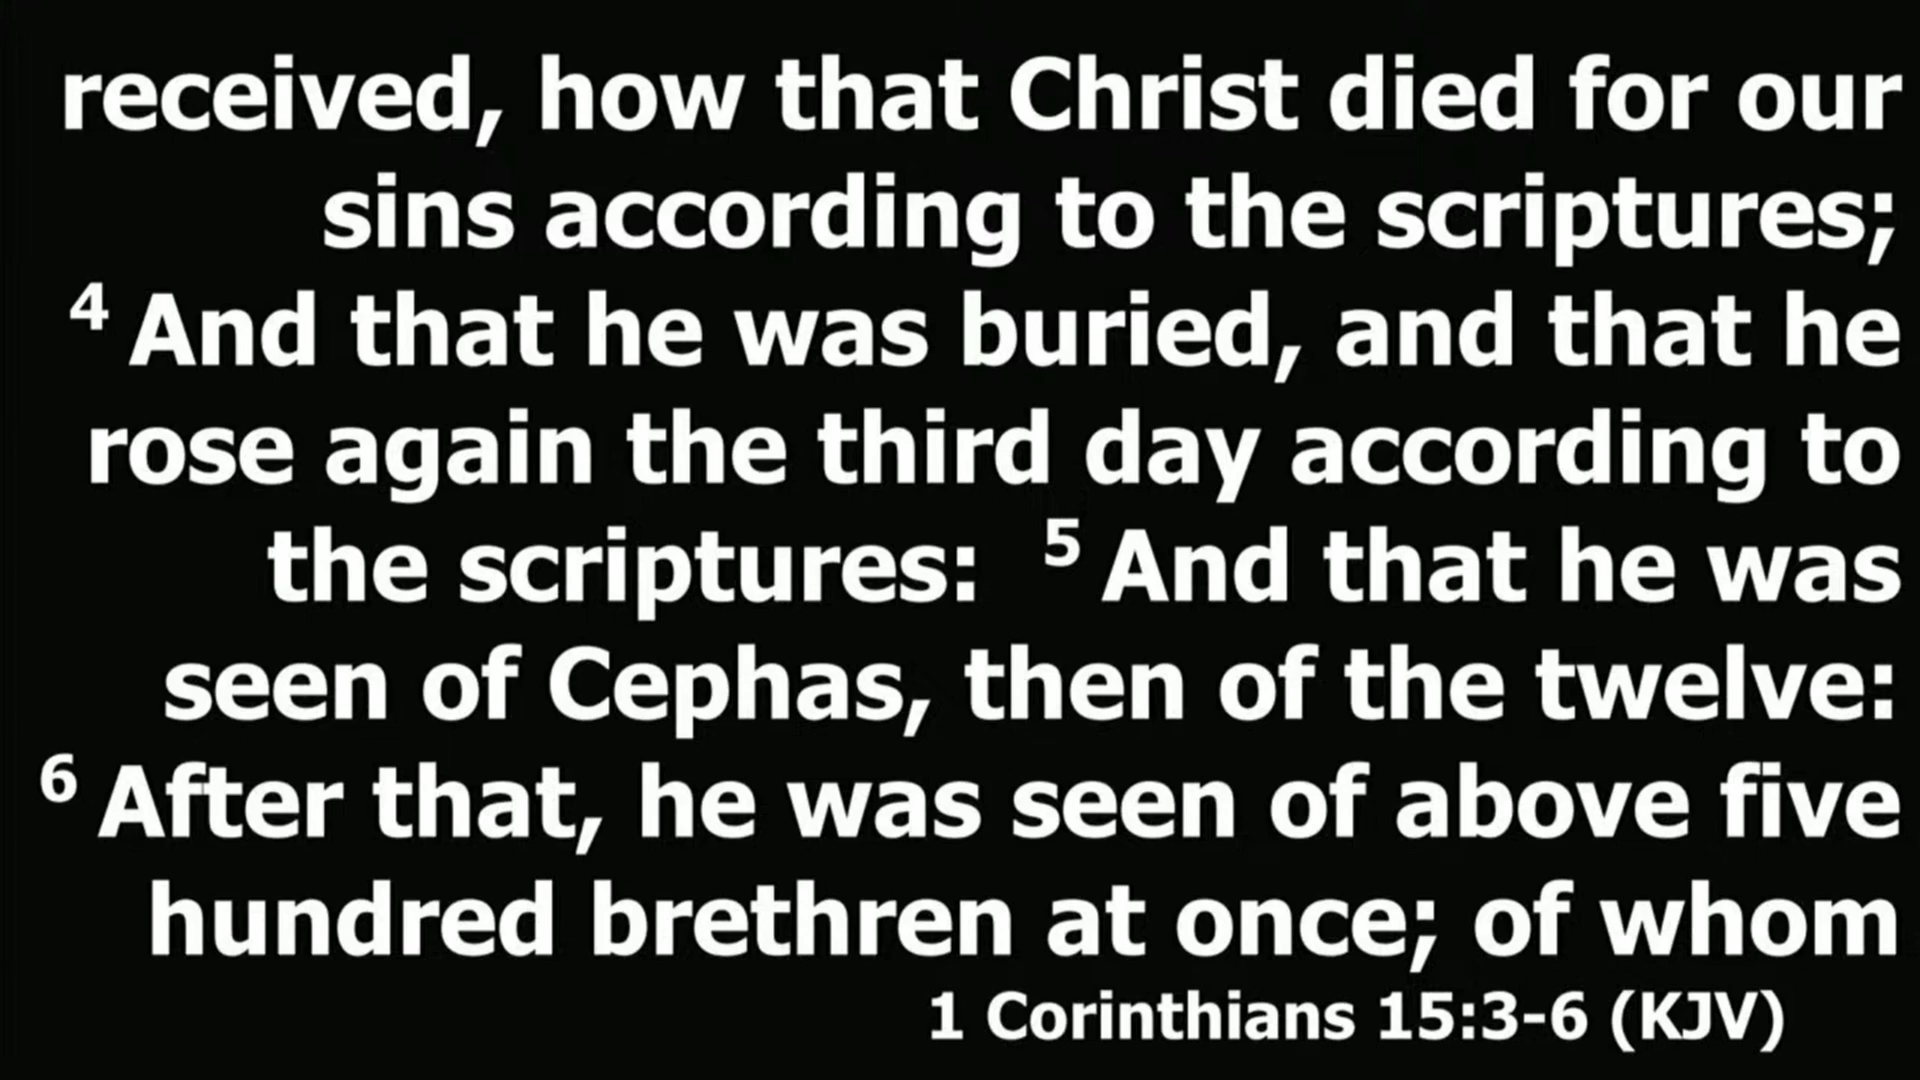 received, how that Christ died for our
sins according to the scriptures;
4 And that he was buried, and that he
rose again the third day according to
the scriptures: 5 And that he was
seen of Cephas, then of the twelve:
6 After that, he was seen of above five
hundred brethren at once; of whom
1 Corinthians 15:3-6 (KJV)